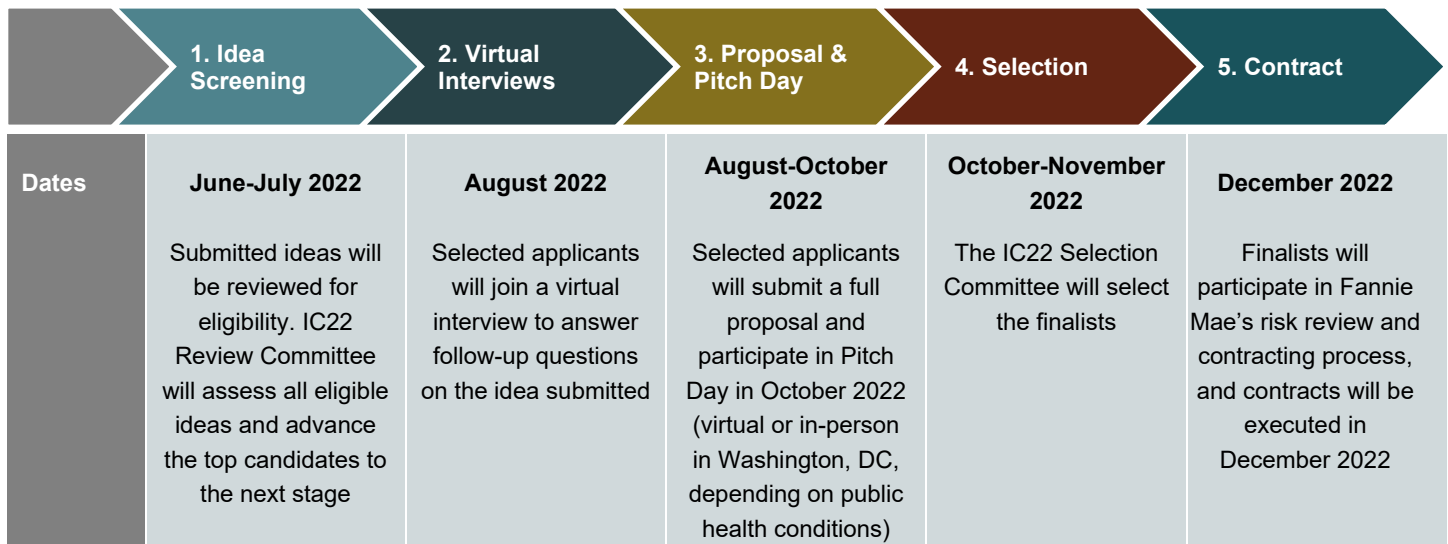 1. Idea
Screening
2. Virtual
Interviews
3. Proposal &
Pitch Day
4. Selection
5. Contract
Dates
June-July 2022
Submitted ideas will
be reviewed for
eligibility. IC22
Review Committee
will assess all eligible
ideas and advance
the top candidates to
the next stage
August 2022
Selected applicants
will join a virtual
interview to answer
follow-up questions
on the idea submitted
August-October
2022
Selected applicants
will submit a full
proposal and
participate in Pitch
Day in October 2022
(virtual or in-person
in Washington, DC,
depending on public
health conditions)
October-November
2022
The IC22 Selection
Committee will select
the finalists
December 2022
Finalists will
participate in Fannie
Mae’s risk review and
contracting process,
and contracts will be
executed in
December 2022